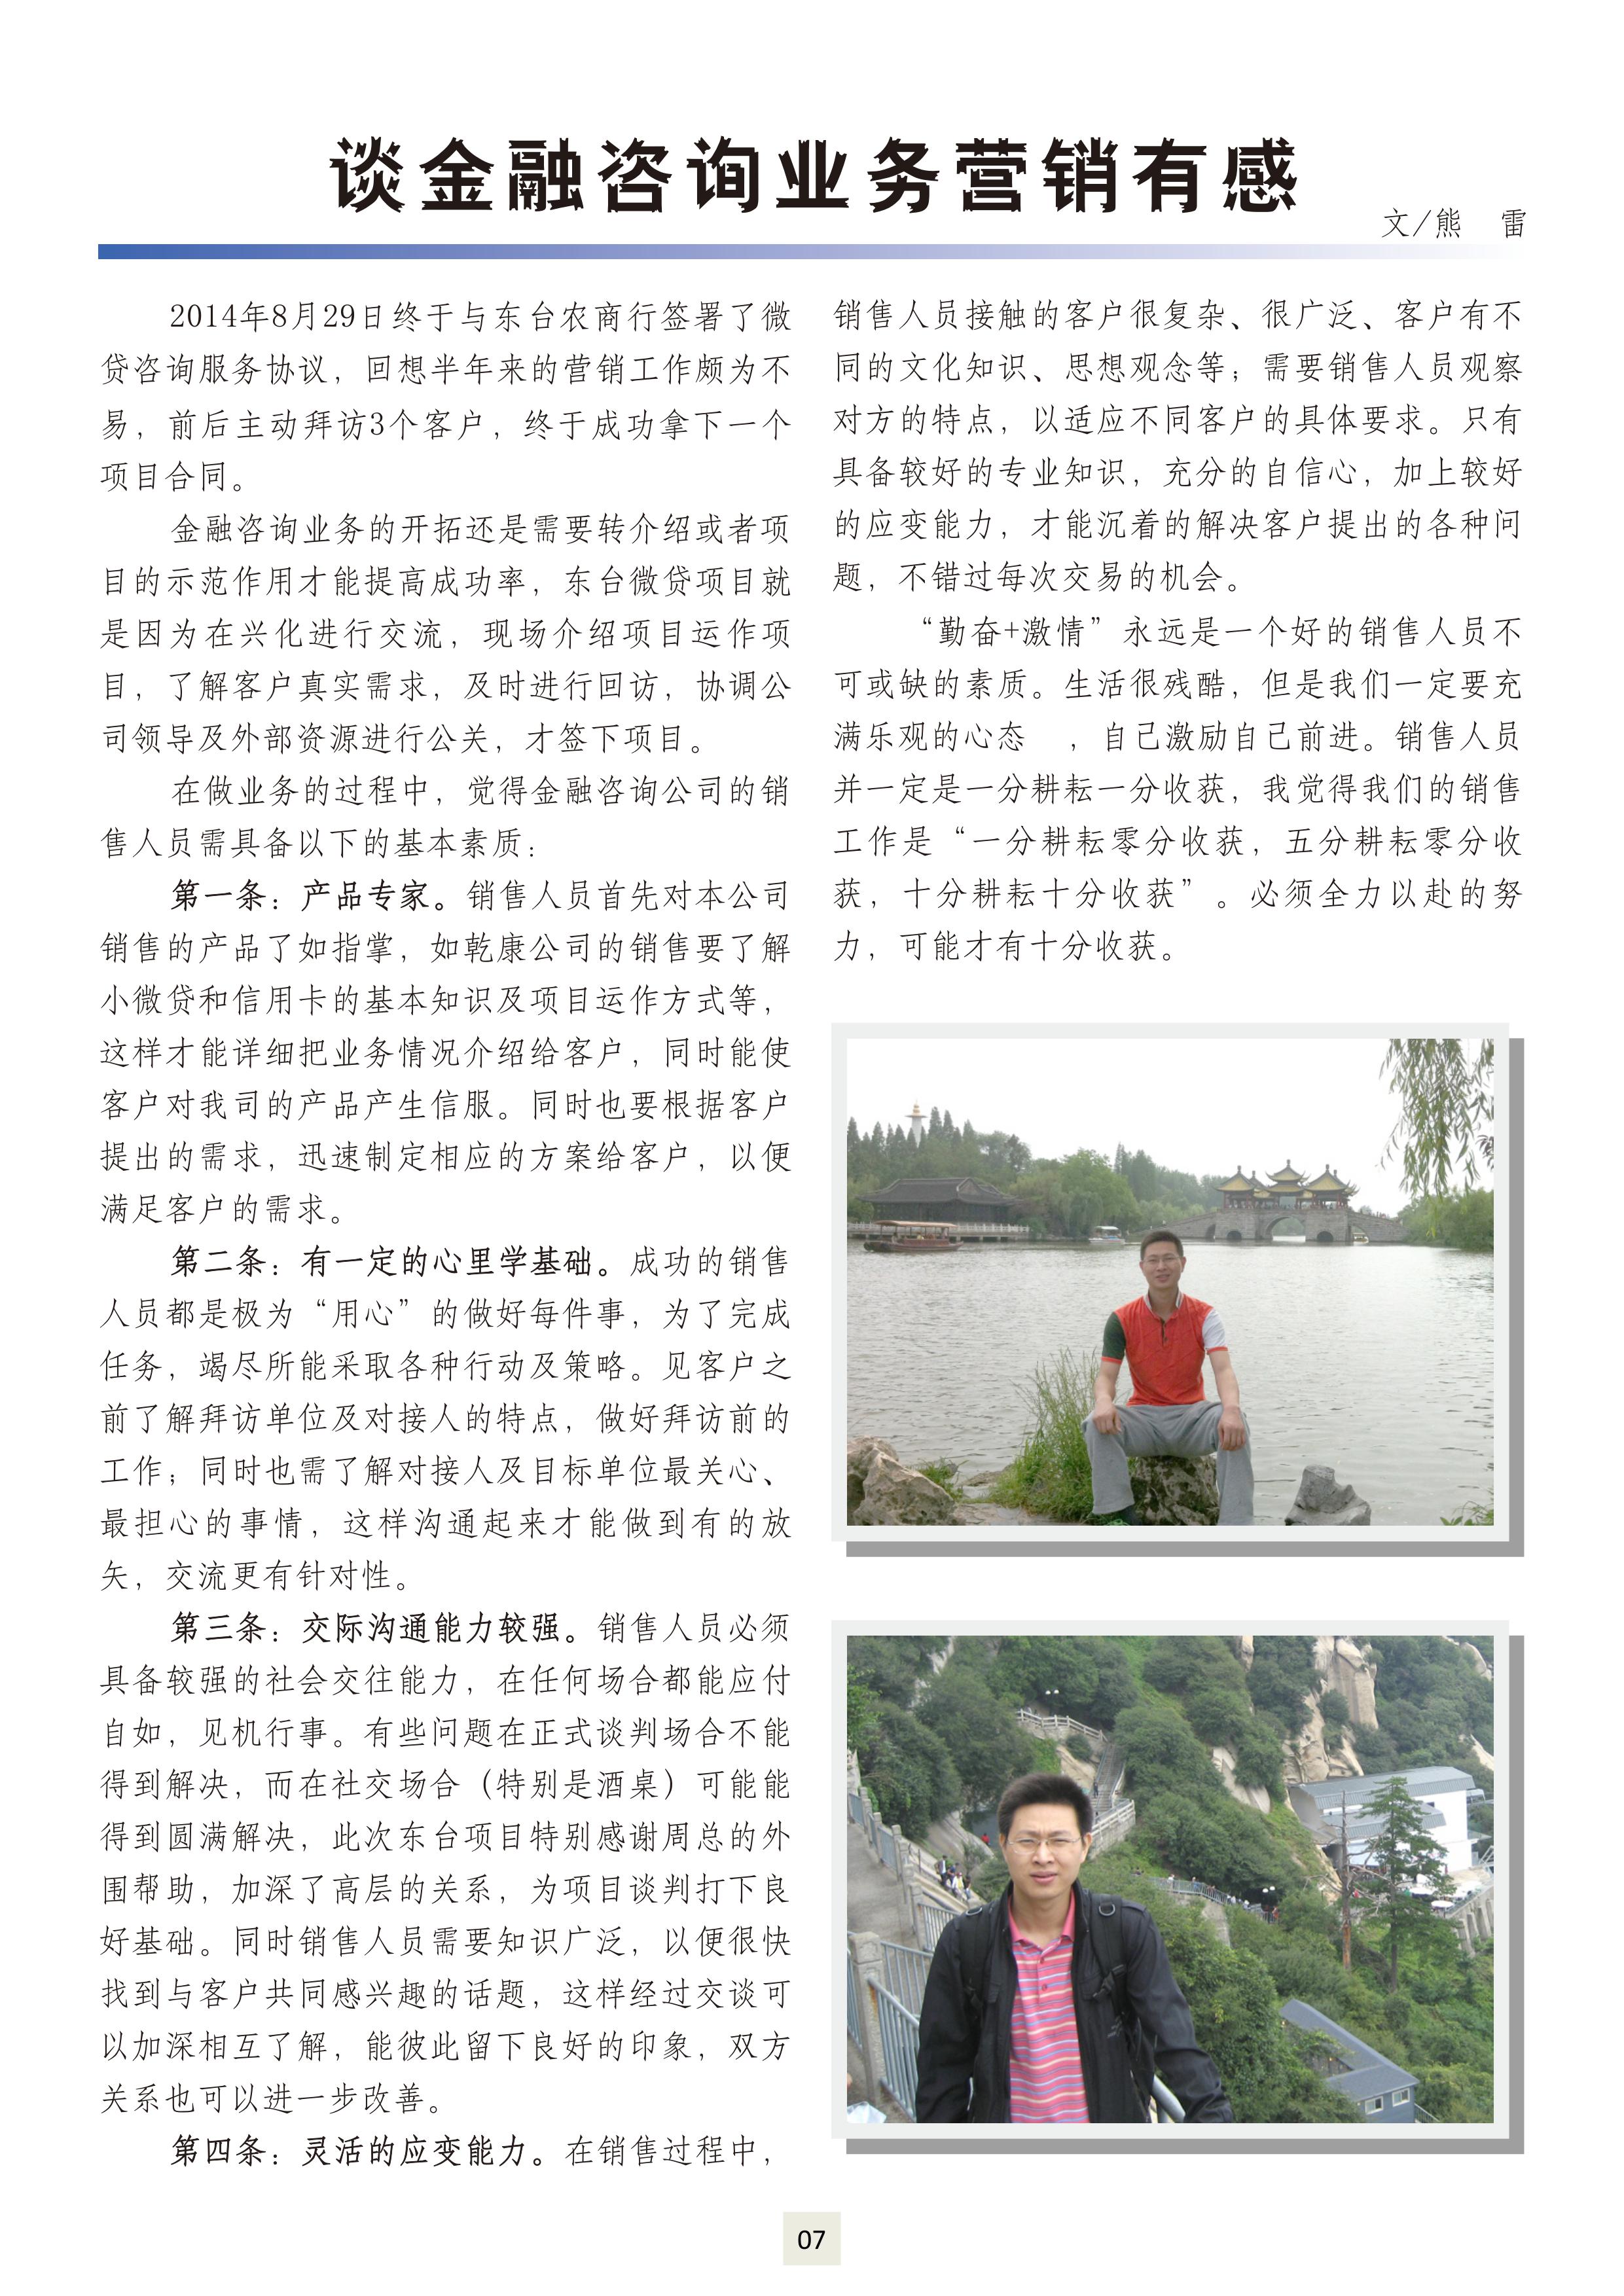 谈金融咨询业务营销有感
文/熊　雷
2014年8月29日终于与东台农商行签署了微
贷咨询服务协议，回想半年来的营销工作颇为不
易，前后主动拜访3个客户，终于成功拿下一个
项目合同。
金融咨询业务的开拓还是需要转介绍或者项
目的示范作用才能提高成功率，东台微贷项目就
是因为在兴化进行交流，现场介绍项目运作项
目，了解客户真实需求，及时进行回访，协调公
司领导及外部资源进行公关，才签下项目。
在做业务的过程中，觉得金融咨询公司的销
售人员需具备以下的基本素质：
第一条：产品专家。销售人员首先对本公司
销售的产品了如指掌，如乾康公司的销售要了解
小微贷和信用卡的基本知识及项目运作方式等，
这样才能详细把业务情况介绍给客户，同时能使
客户对我司的产品产生信服。同时也要根据客户
提出的需求，迅速制定相应的方案给客户，以便
满足客户的需求。
第二条：有一定的心里学基础。成功的销售
人员都是极为“用心”的做好每件事，为了完成
任务，竭尽所能采取各种行动及策略。见客户之
前了解拜访单位及对接人的特点，做好拜访前的
工作；同时也需了解对接人及目标单位最关心、
最担心的事情，这样沟通起来才能做到有的放
矢，交流更有针对性。
第三条：交际沟通能力较强。销售人员必须
具备较强的社会交往能力，在任何场合都能应付
自如，见机行事。有些问题在正式谈判场合不能
得到解决，而在社交场合（特别是酒桌）可能能
得到圆满解决，此次东台项目特别感谢周总的外
围帮助，加深了高层的关系，为项目谈判打下良
好基础。同时销售人员需要知识广泛，以便很快
找到与客户共同感兴趣的话题，这样经过交谈可
以加深相互了解，能彼此留下良好的印象，双方
关系也可以进一步改善。
第四条：灵活的应变能力。在销售过程中，
销售人员接触的客户很复杂、很广泛、客户有不
同的文化知识、思想观念等；需要销售人员观察
对方的特点，以适应不同客户的具体要求。只有
具备较好的专业知识，充分的自信心，加上较好
的应变能力，才能沉着的解决客户提出的各种问
题，不错过每次交易的机会。
“勤奋+激情”永远是一个好的销售人员不
可或缺的素质。生活很残酷，但是我们一定要充
满乐观的心态　，自己激励自己前进。销售人员
并一定是一分耕耘一分收获，我觉得我们的销售
工作是“一分耕耘零分收获，五分耕耘零分收
获，十分耕耘十分收获”。必须全力以赴的努
力，可能才有十分收获。
07